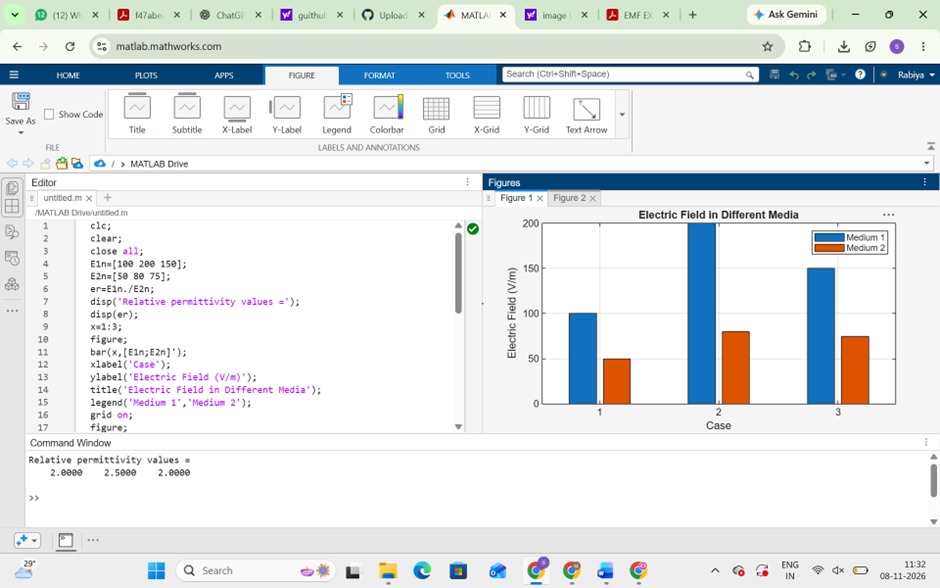 (12) Wh
f47abe
ChatGP
guithub
Upload
MATLA
image
EMF EX
Ask Gemini
matlab.mathworks.com
S
HOME
PLOTS
APPS
FIGURE
FORMAT
TOOLS
Search (Ctrl+Shift+Space)
Rabiya
Save As
Show Code
FILE
Title
Subtitle
X-Label
Y-Label
Legend
Colorbar
Grid
X-Grid
Y-Grid
Text Arrow
LABELS AND ANNOTATIONS
/ › MATLAB Drive
Editor
untitled.m
/MATLAB Drive/untitled.m
1 clc;
2 clear;
3 close all;
4 E1n=[100 200 150];
5 E2n=[50 80 75];
6 er=E1n./E2n;
7 disp('Relative permittivity values =');
8 disp(er);
9 x=1:3;
10 figure;
11 bar(x,[E1n;E2n]');
12 xlabel('Case');
13 ylabel('Electric Field (V/m)');
14 title('Electric Field in Different Media');
15 legend('Medium 1','Medium 2');
16 grid on;
17 figure;
Figures
Figure 1
Figure 2
Electric Field in Different Media
Medium 1
Medium 2
200
150
100
50
0
Electric Field (V/m)
1 2 3
Case
Command Window
Relative permittivity values =
2.0000 2.5000 2.0000
>>
29°
Search
ENG
IN
11:32
08-11-2026